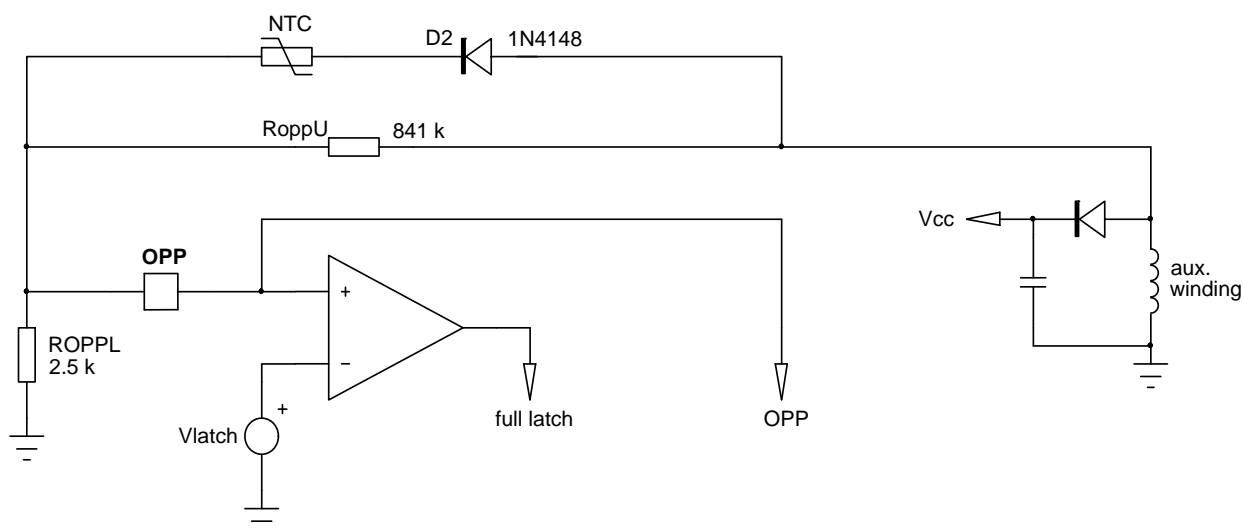 NTC
D2
1N4148
RoppU
841 k
Vcc
OPP
aux.
winding
+
ROPPL
2.5 k
−
+
Vlatch
full latch
OPP